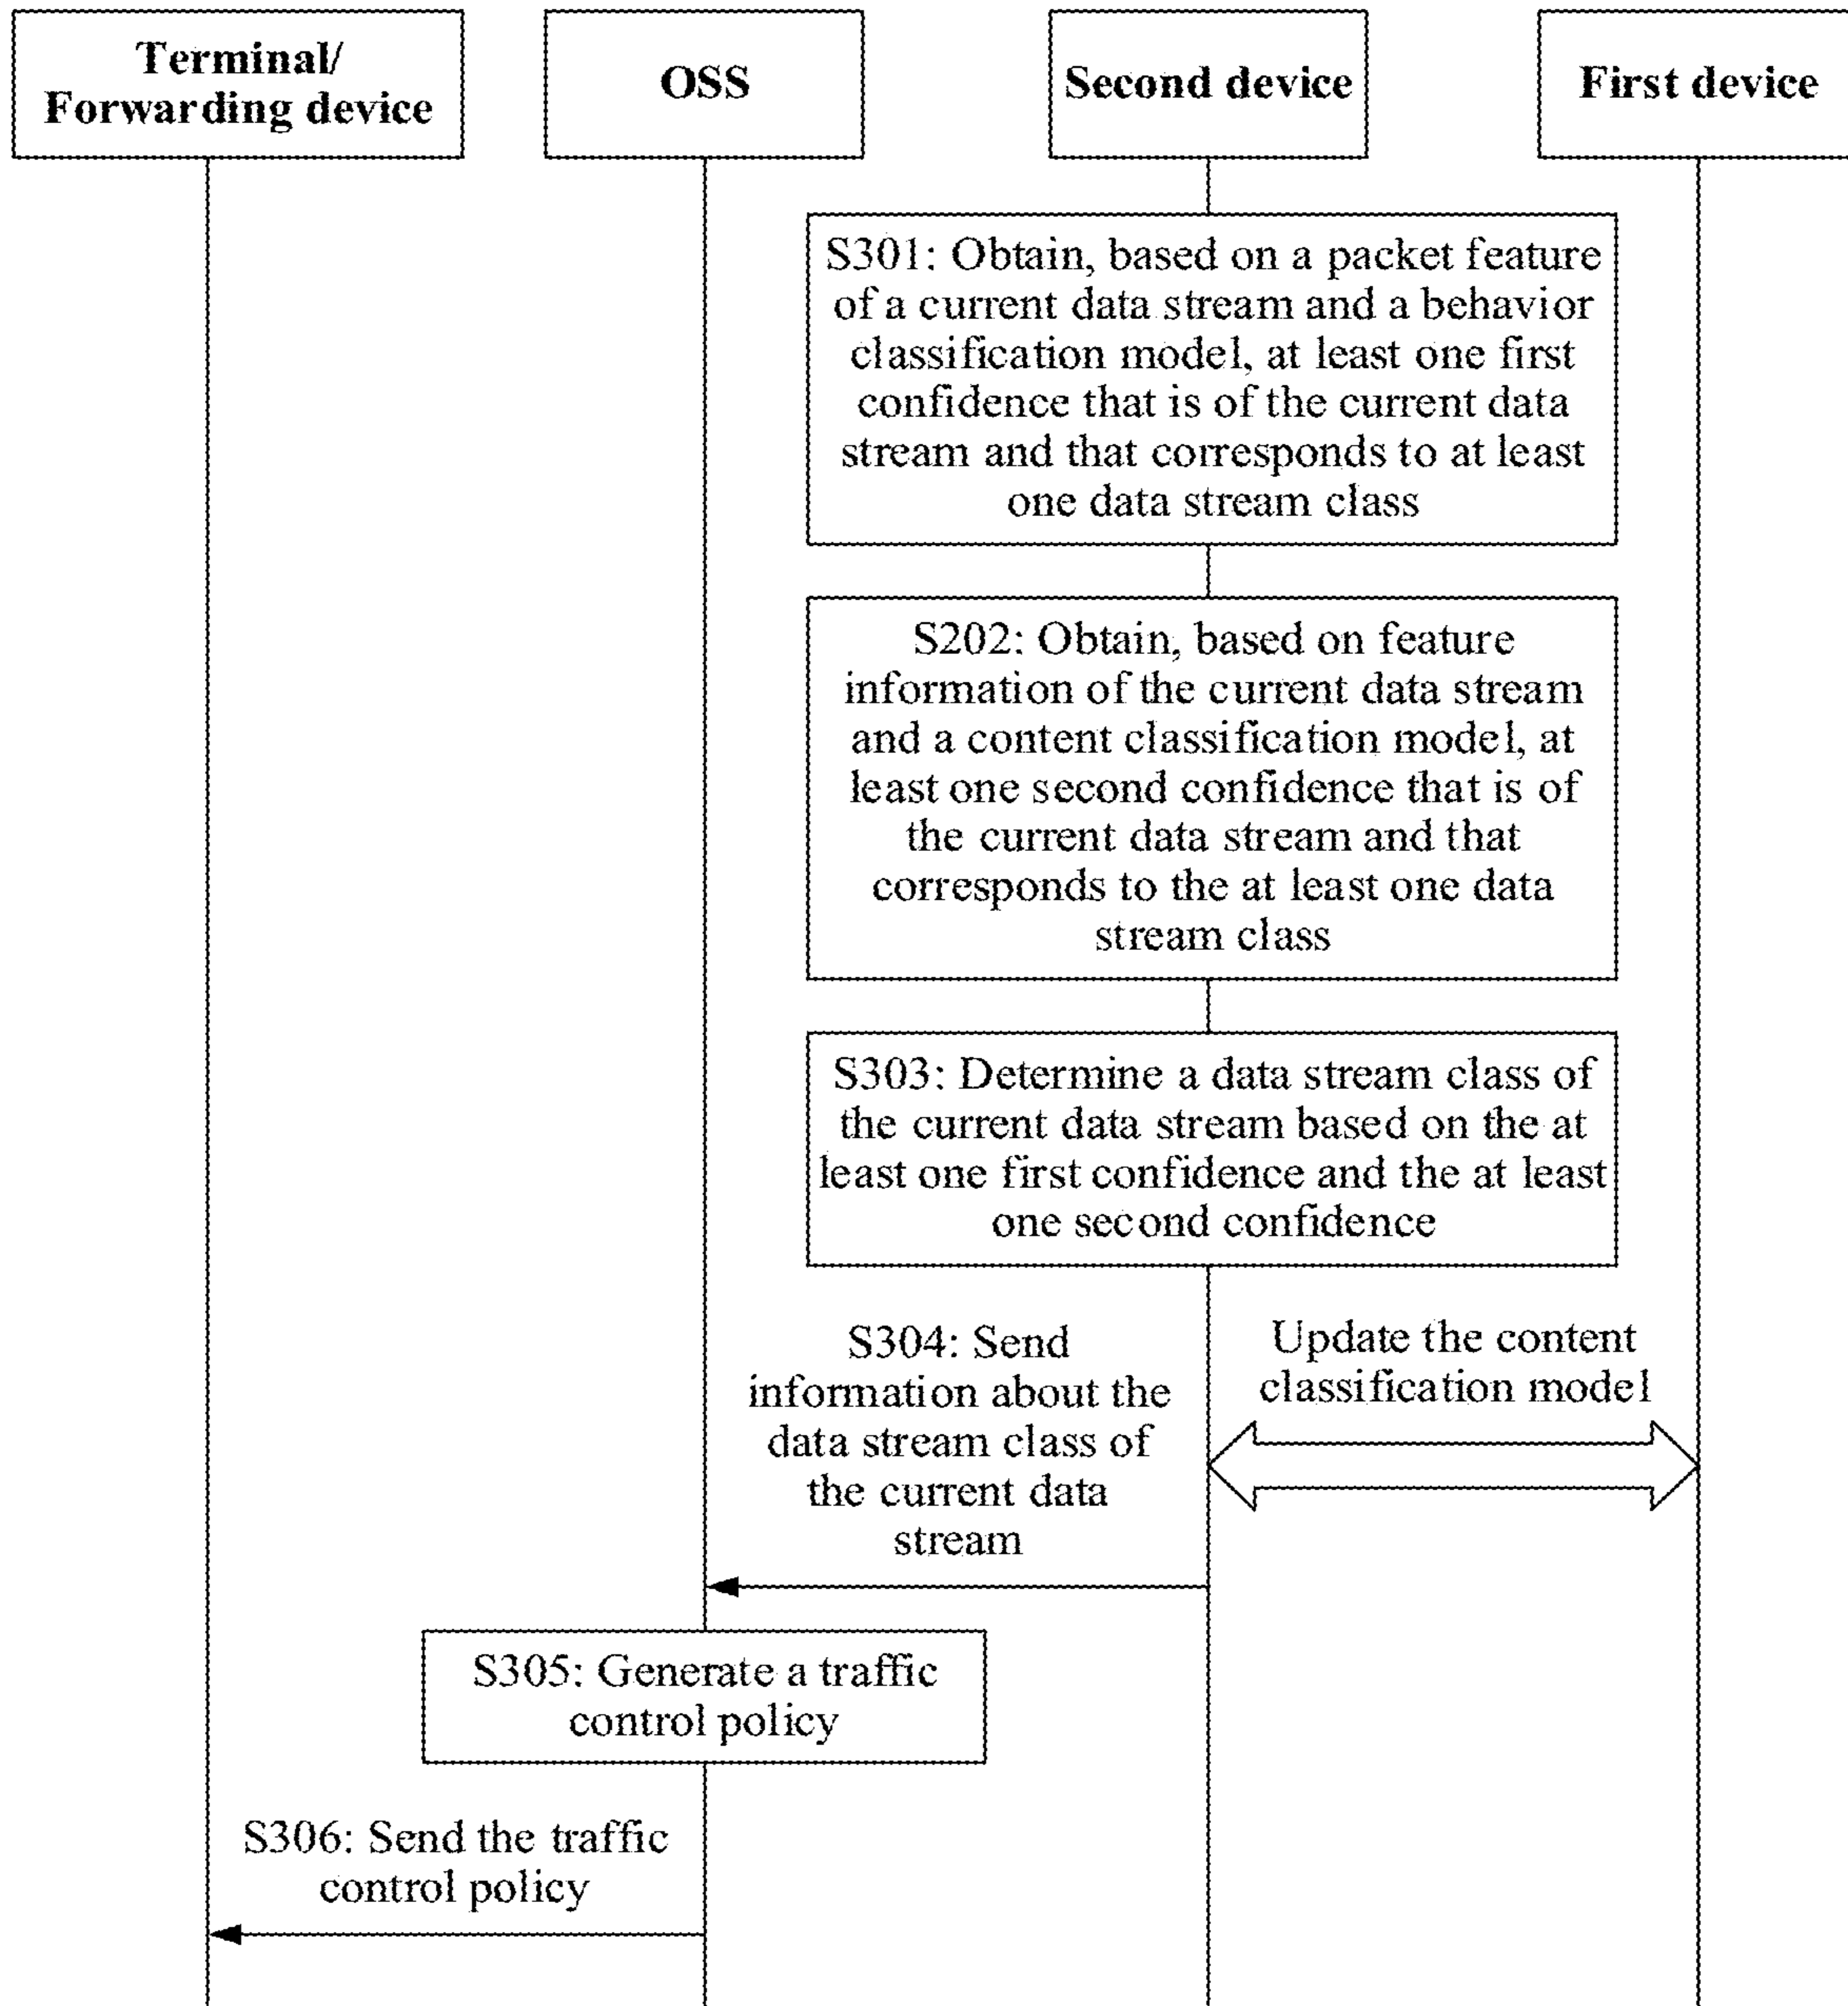 Terminal/
Forwarding device
OSS
Second device
First device
S301: Obtain, based on a packet feature
of a current data stream and a behavior
classification model, at least one first
confidence that is of the current data
stream and that corresponds to at least
one data stream class
S202: Obtain, based on feature
information of the current data stream
and a content classification model, at
least one second confidence that is of
the current data stream and that
corresponds to the at least one data
stream class
S303: Determine a data stream class of
the current data stream based on the at
least one first confidence and the at least
one second confidence
S304: Send
information about the
data stream class of
the current data
stream
Update the content
classification model
S305: Generate a traffic
control policy
S306: Send the traffic
control policy